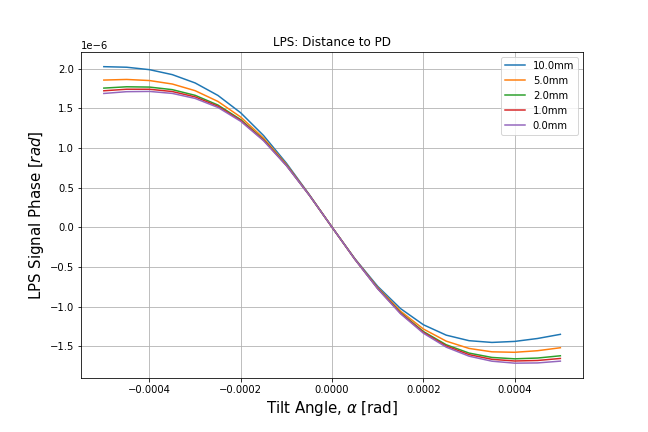 LPS: Distance to PD
1e−6
2.0
1.5
1.0
0.5
0.0
−0.5
−1.0
−1.5
LPS Signal Phase [rad]
10.0mm
5.0mm
2.0mm
1.0mm
0.0mm
−0.0004 −0.0002 0.0000 0.0002 0.0004
Tilt Angle, α [rad]